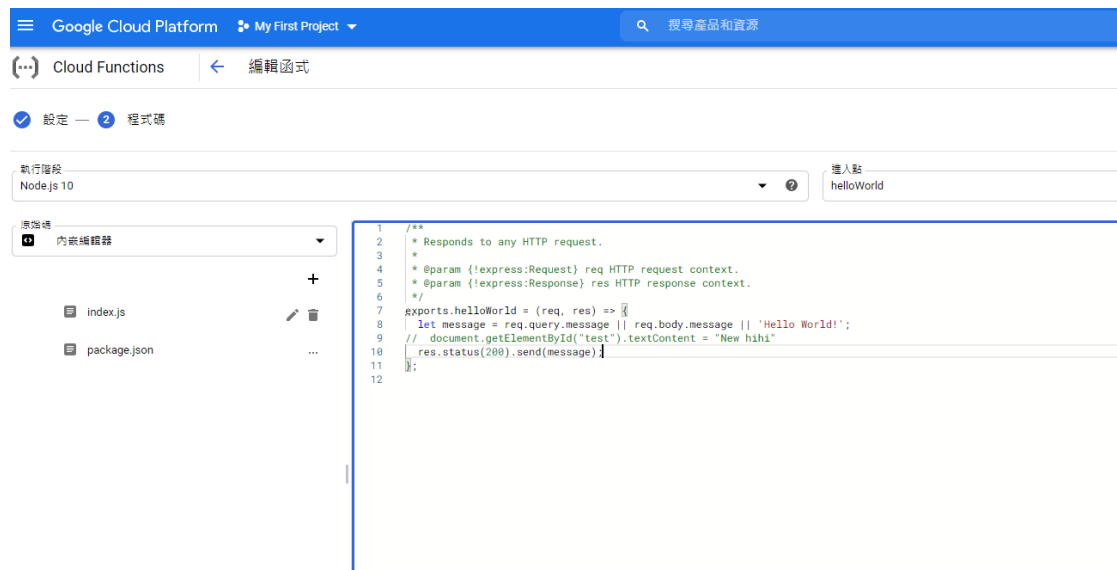 Google Cloud Platform My First Project 搜尋產品和資源
Cloud Functions 編輯函式
設定 — 2 程式碼
執行階段
Node.js 10
進入點
helloWorld
原始碼
內嵌編輯器
index.js
package.json
1 /**
2 * Responds to any HTTP request.
3 *
4 * @param {!express:Request} req HTTP request context.
5 * @param {!express:Response} res HTTP response context.
6 */
7 exports.helloWorld = (req, res) => {
8 let message = req.query.message || req.body.message || 'Hello World!';
9 // document.getElementById("test").textContent = "New hihi"
10 res.status(200).send(message);
11 };
12